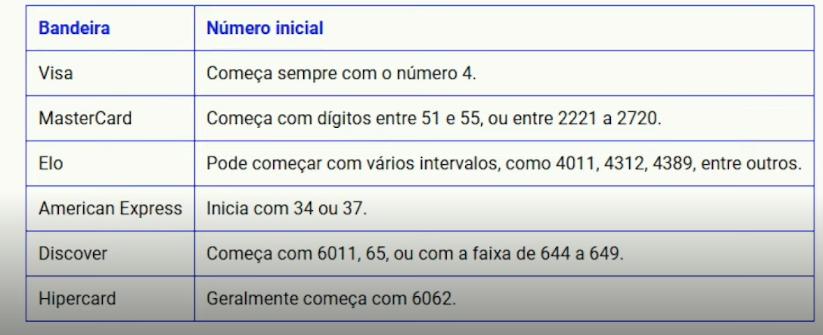 Bandeira Número inicial
Visa Começa sempre com o número 4.
MasterCard Começa com dígitos entre 51 e 55, ou entre 2221 a 2720.
Elo Pode começar com vários intervalos, como 4011, 4312, 4389, entre outros.
American Express Inicia com 34 ou 37.
Discover Começa com 6011, 65, ou com a faixa de 644 a 649.
Hipercard Geralmente começa com 6062.